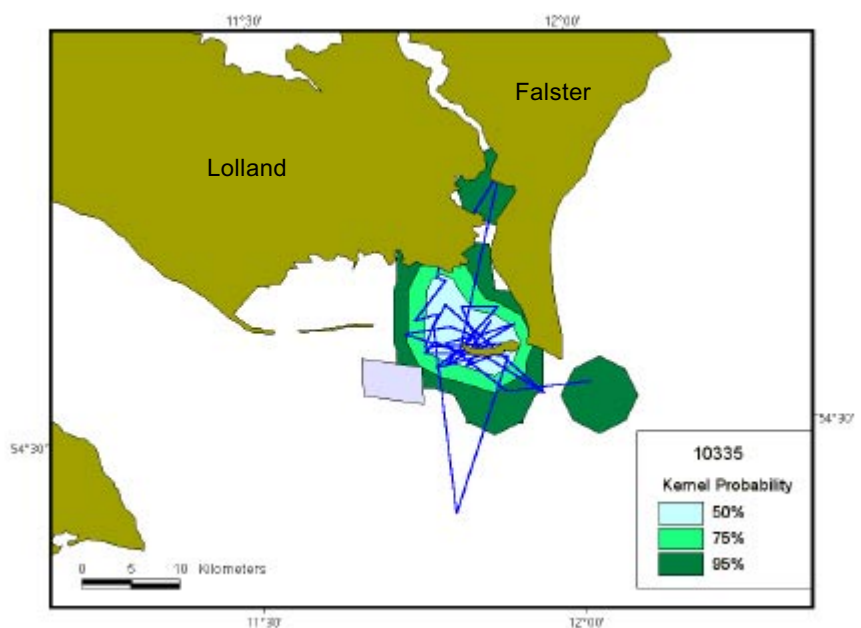 11°30'
12°00'
Falster
Lolland
54°30'
54°30'
10335
Kernel Probability
50%
75%
95%
0 5 10 Kilometers
11°30'
12°00'